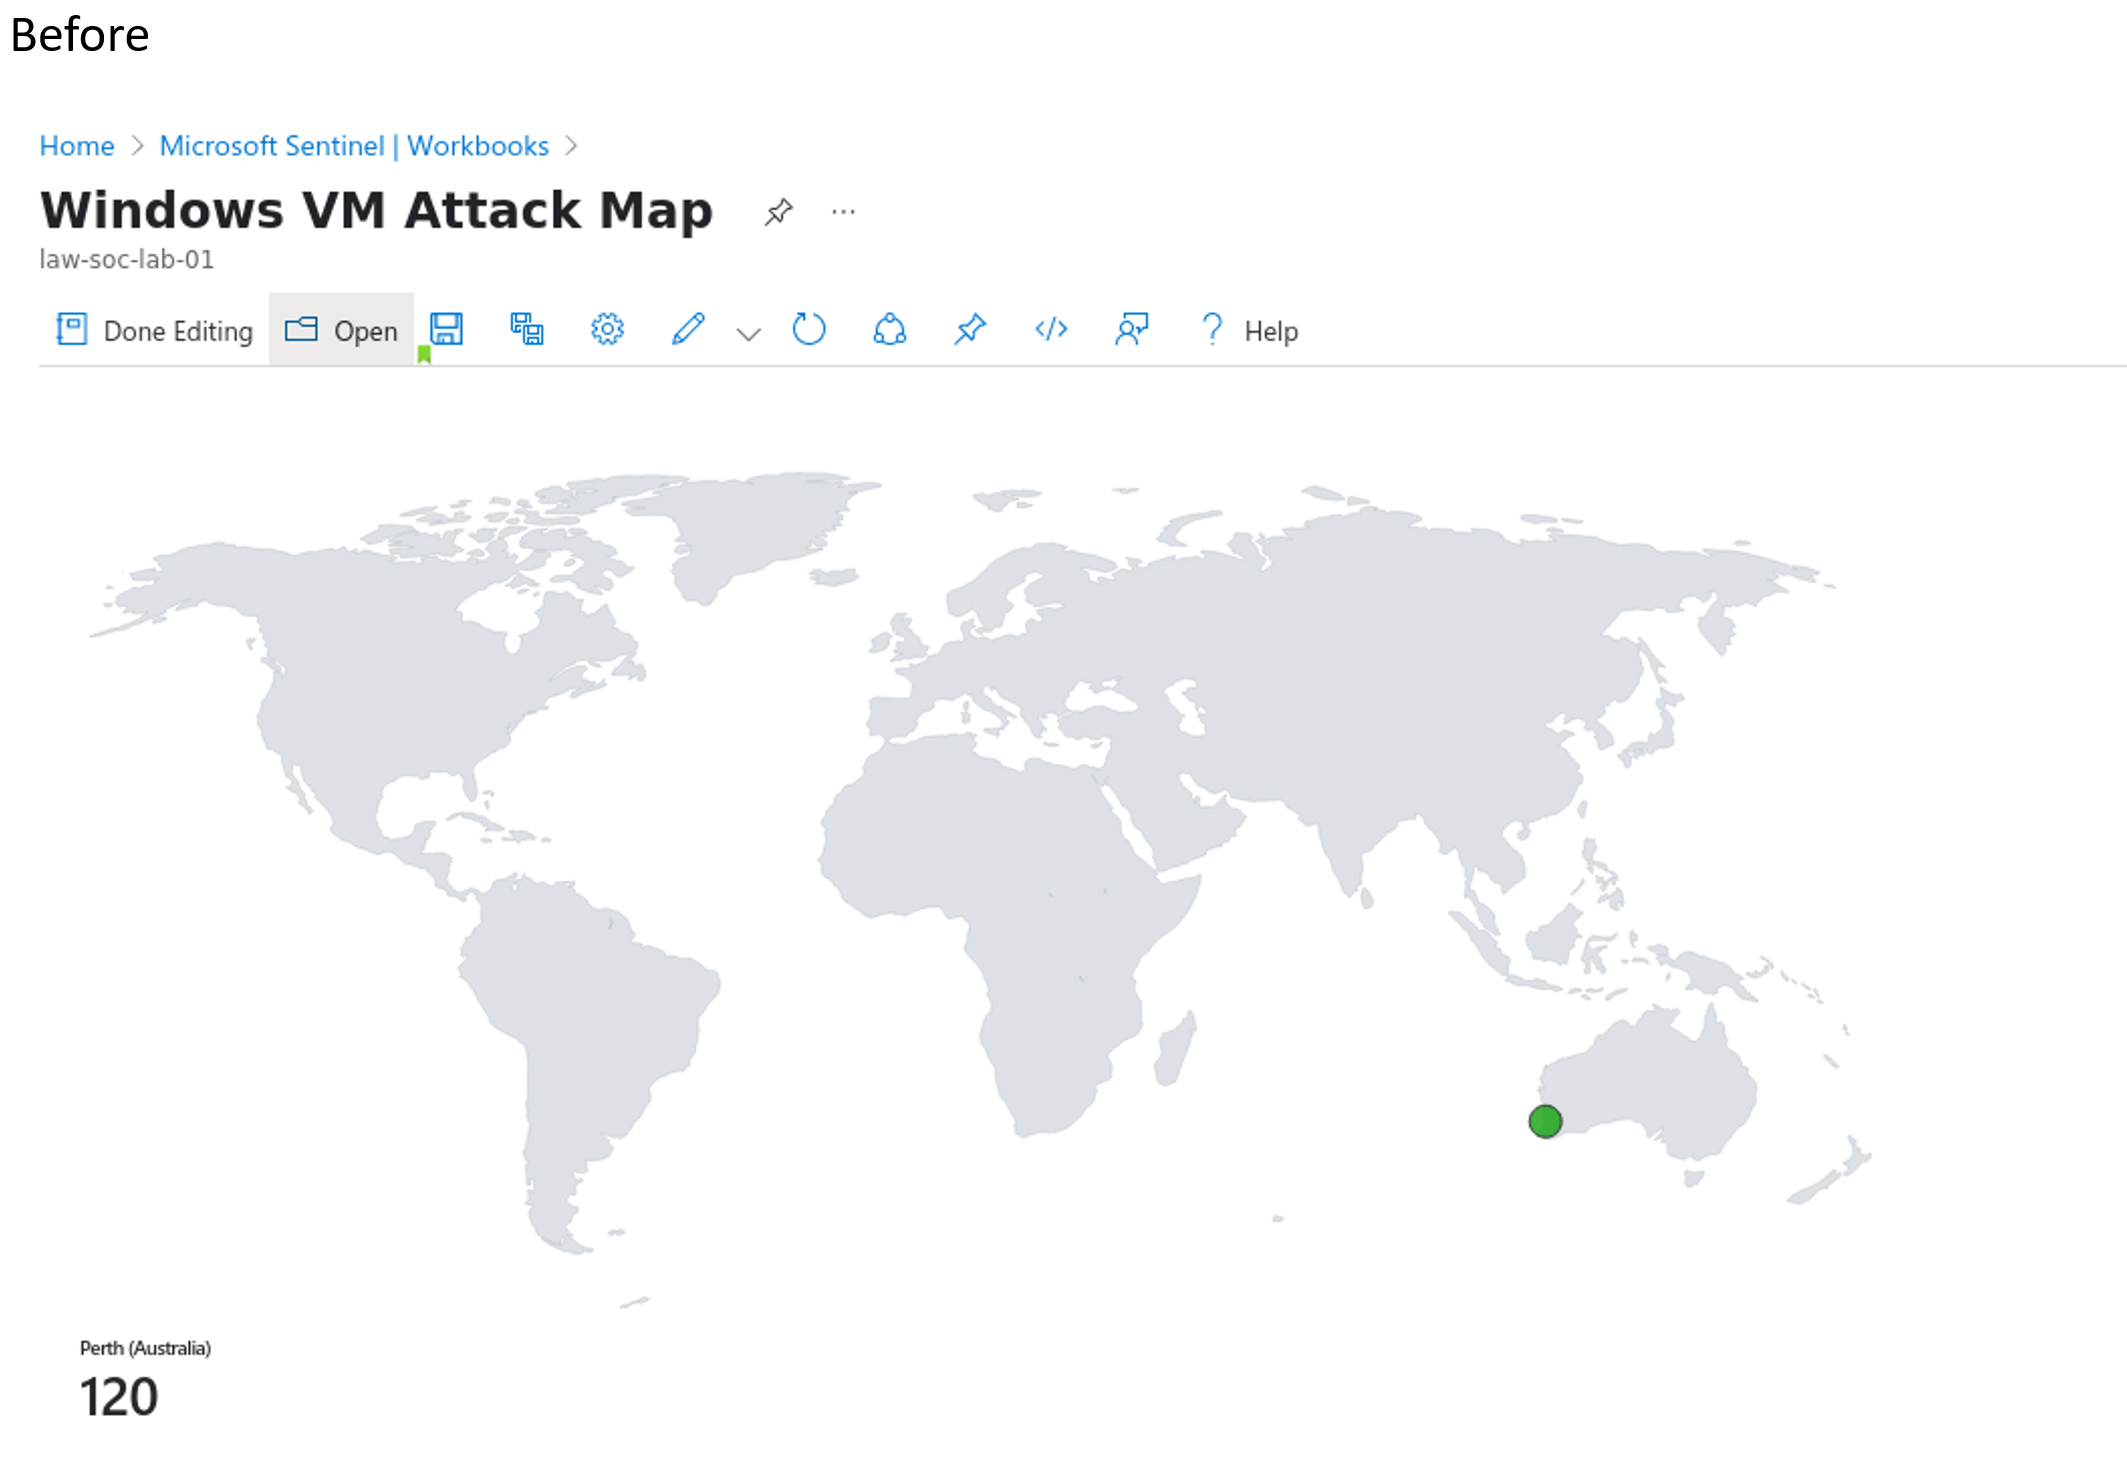 Before
Home > Microsoft Sentinel | Workbooks >
Windows VM Attack Map ...
law-soc-lab-01
Done Editing Open ? Help
Perth (Australia)
120